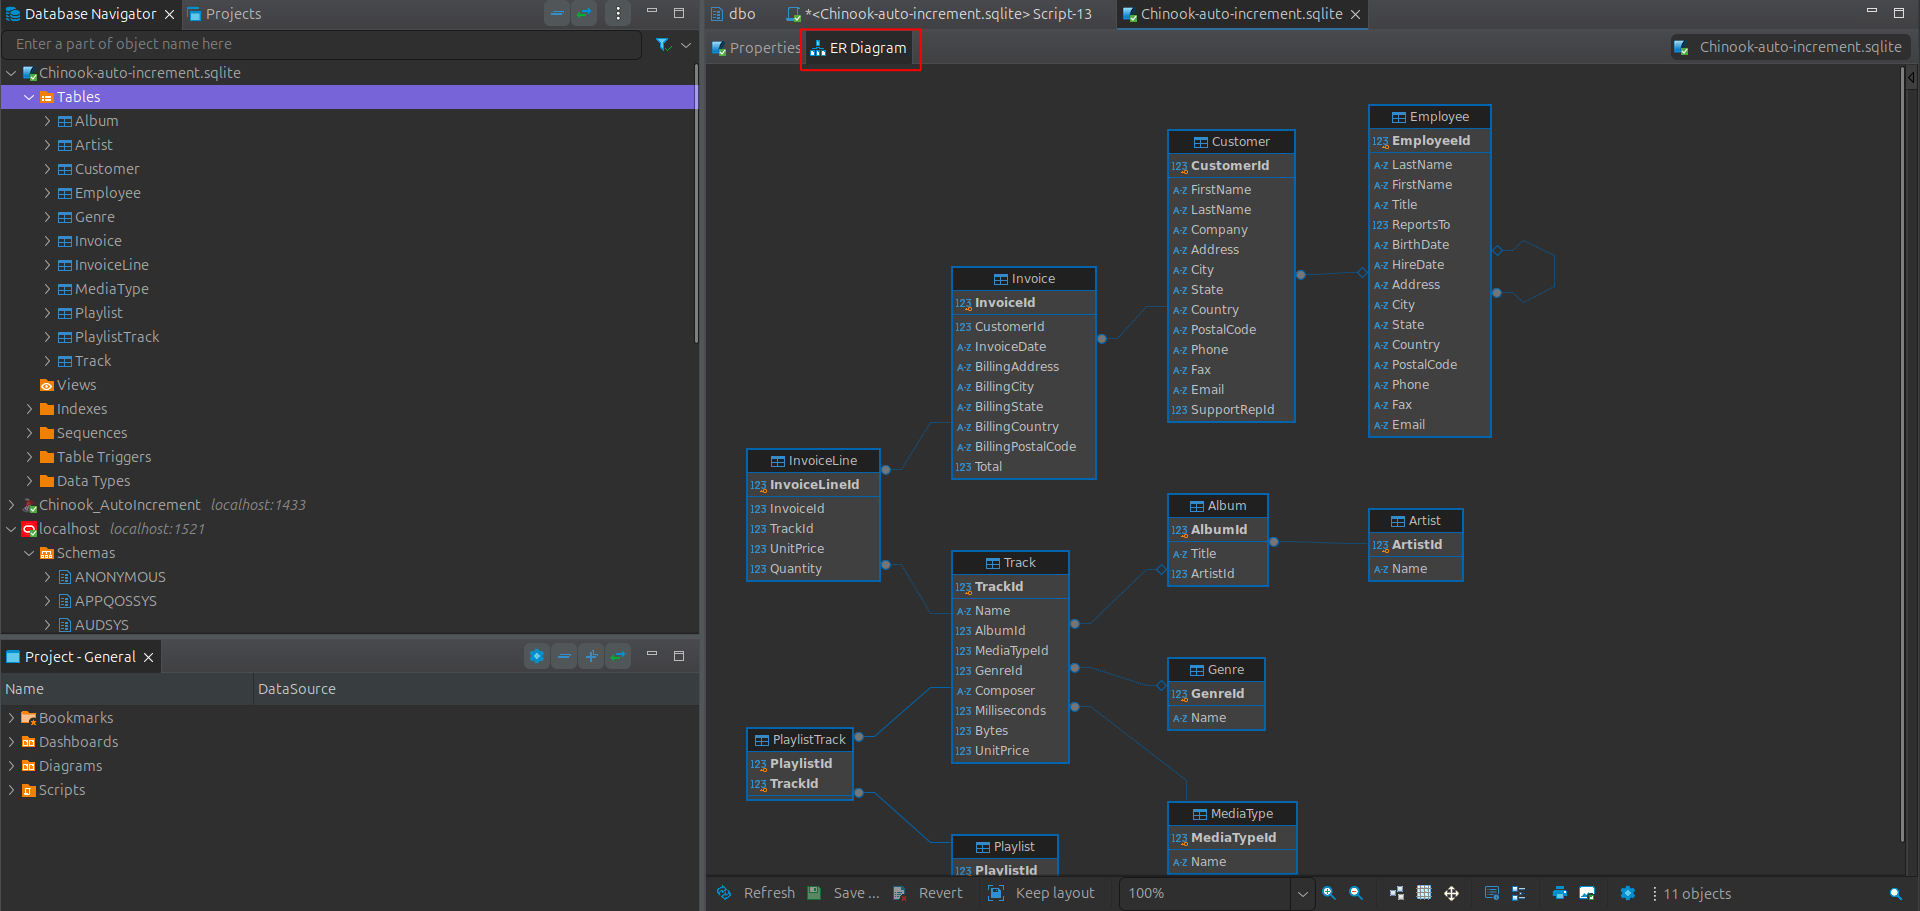 Database Navigator
Projects
Enter a part of object name here
Chinook-auto-increment.sqlite
Tables
Album
Artist
Customer
Employee
Genre
Invoice
InvoiceLine
MediaType
Playlist
PlaylistTrack
Track
Views
Indexes
Sequences
Table Triggers
Data Types
Chinook_AutoIncrement localhost:1433
localhost localhost:1521
Schemas
ANONYMOUS
APPQOSSYS
AUDSYS
Project - General
Name DataSource
Bookmarks
Dashboards
Diagrams
Scripts
dbo
*<Chinook-auto-increment.sqlite> Script-13
Chinook-auto-increment.sqlite
Properties
ER Diagram
Chinook-auto-increment.sqlite
Employee
123 EmployeeId
A-Z LastName
A-Z FirstName
A-Z Title
123 ReportsTo
A-Z BirthDate
A-Z HireDate
A-Z Address
A-Z City
A-Z State
A-Z Country
A-Z PostalCode
A-Z Phone
A-Z Fax
A-Z Email
Customer
123 CustomerId
A-Z FirstName
A-Z LastName
A-Z Company
A-Z Address
A-Z City
A-Z State
A-Z Country
A-Z PostalCode
A-Z Phone
A-Z Fax
A-Z Email
123 SupportRepId
Invoice
123 InvoiceId
123 CustomerId
A-Z InvoiceDate
A-Z BillingAddress
A-Z BillingCity
A-Z BillingState
A-Z BillingCountry
A-Z BillingPostalCode
123 Total
InvoiceLine
123 InvoiceLineId
123 InvoiceId
123 TrackId
123 UnitPrice
123 Quantity
Album
123 AlbumId
A-Z Title
123 ArtistId
Artist
123 ArtistId
A-Z Name
Track
123 TrackId
A-Z Name
123 AlbumId
123 MediaTypeId
123 GenreId
A-Z Composer
123 Milliseconds
123 Bytes
123 UnitPrice
Genre
123 GenreId
A-Z Name
PlaylistTrack
123 PlaylistId
123 TrackId
MediaType
123 MediaTypeId
A-Z Name
Playlist
123 PlaylistId
Refresh
Save ...
Revert
Keep layout
100%
11 objects